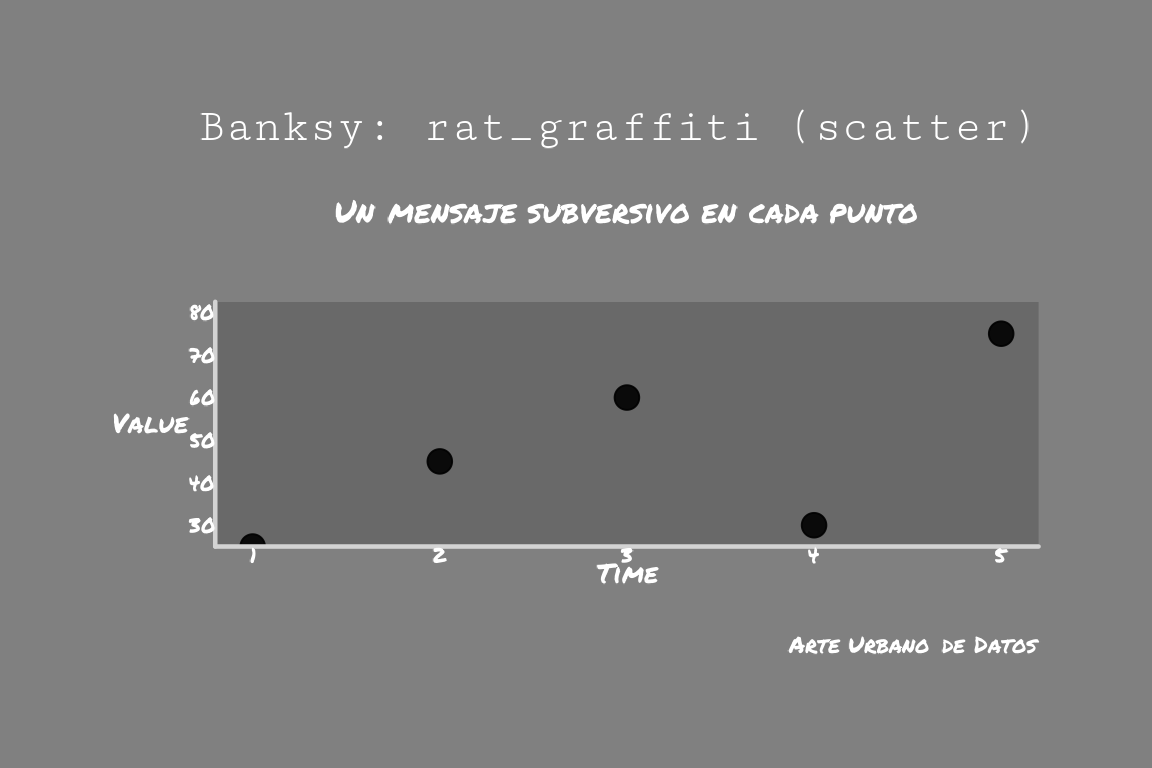 Banksy: rat_graffiti (scatter)
Un mensaje subversivo en cada punto
80
70
60
Value
50
40
30
1 2 3 4 5
Time
Arte Urbano de Datos